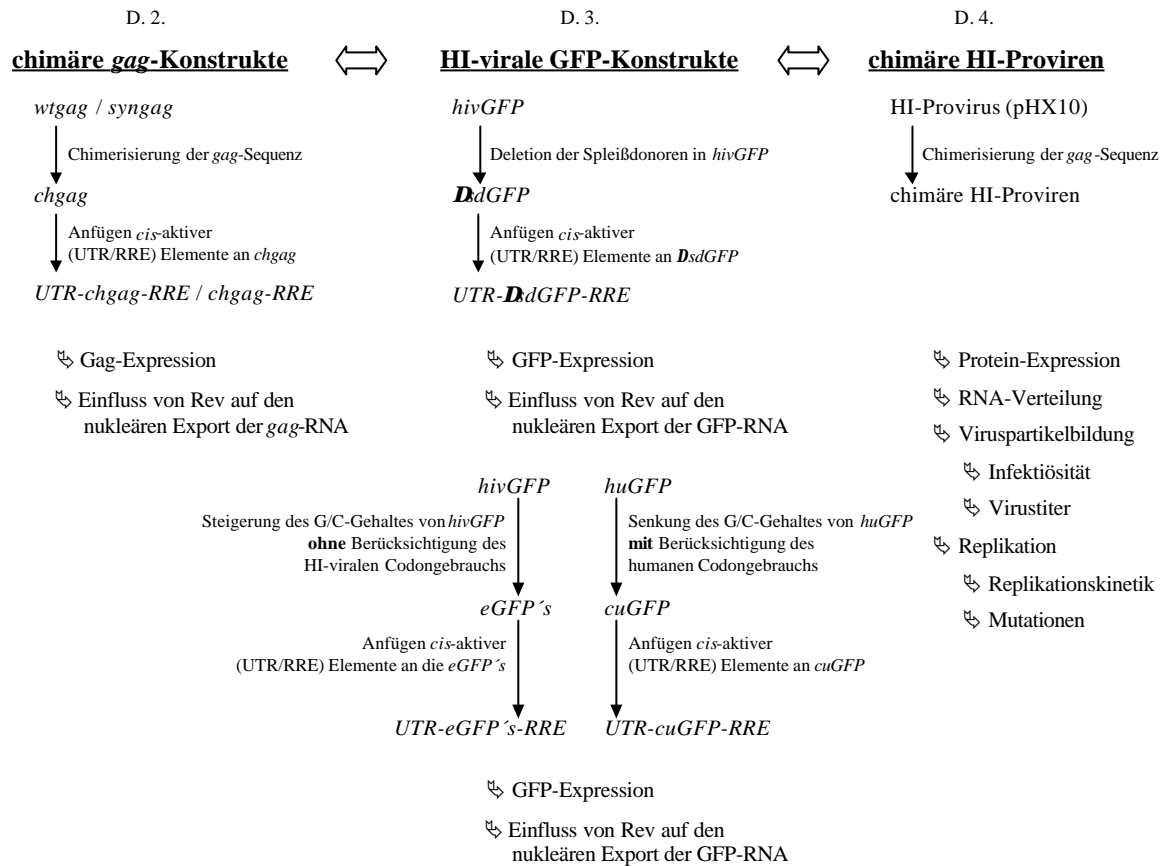 D. 2.
chimäre gag-Konstrukte
wtgag / syngag
Chimerisierung der gag-Sequenz
chgag
Anfügen cis-aktiver
(UTR/RRE) Elemente an chgag
UTR-chgag-RRE / chgag-RRE
Gag-Expression
Einfluss von Rev auf den
nukleären Export der gag-RNA
D. 3.
HI-virale GFP-Konstrukte
hivGFP
Deletion der Spleißdonoren in hivGFP
DsdGFP
Anfügen cis-aktiver
(UTR/RRE) Elemente an DsdGFP
UTR-DsdGFP-RRE
GFP-Expression
Einfluss von Rev auf den
nukleären Export der GFP-RNA
hivGFP
Steigerung des G/C-Gehaltes von hivGFP
ohne Berücksichtigung des
HI-viralen Codongebrauchs
eGFP´s
Anfügen cis-aktiver
(UTR/RRE) Elemente an die eGFP´s
UTR-eGFP´s-RRE
huGFP
Senkung des G/C-Gehaltes von huGFP
mit Berücksichtigung des
humanen Codongebrauchs
cuGFP
Anfügen cis-aktiver
(UTR/RRE) Elemente an cuGFP
UTR-cuGFP-RRE
GFP-Expression
Einfluss von Rev auf den
nukleären Export der GFP-RNA
D. 4.
chimäre HI-Proviren
HI-Provirus (pHX10)
Chimerisierung der gag-Sequenz
chimäre HI-Proviren
Protein-Expression
RNA-Verteilung
Viruspartikelbildung
Infektiösität
Virustiter
Replikation
Replikationskinetik
Mutationen